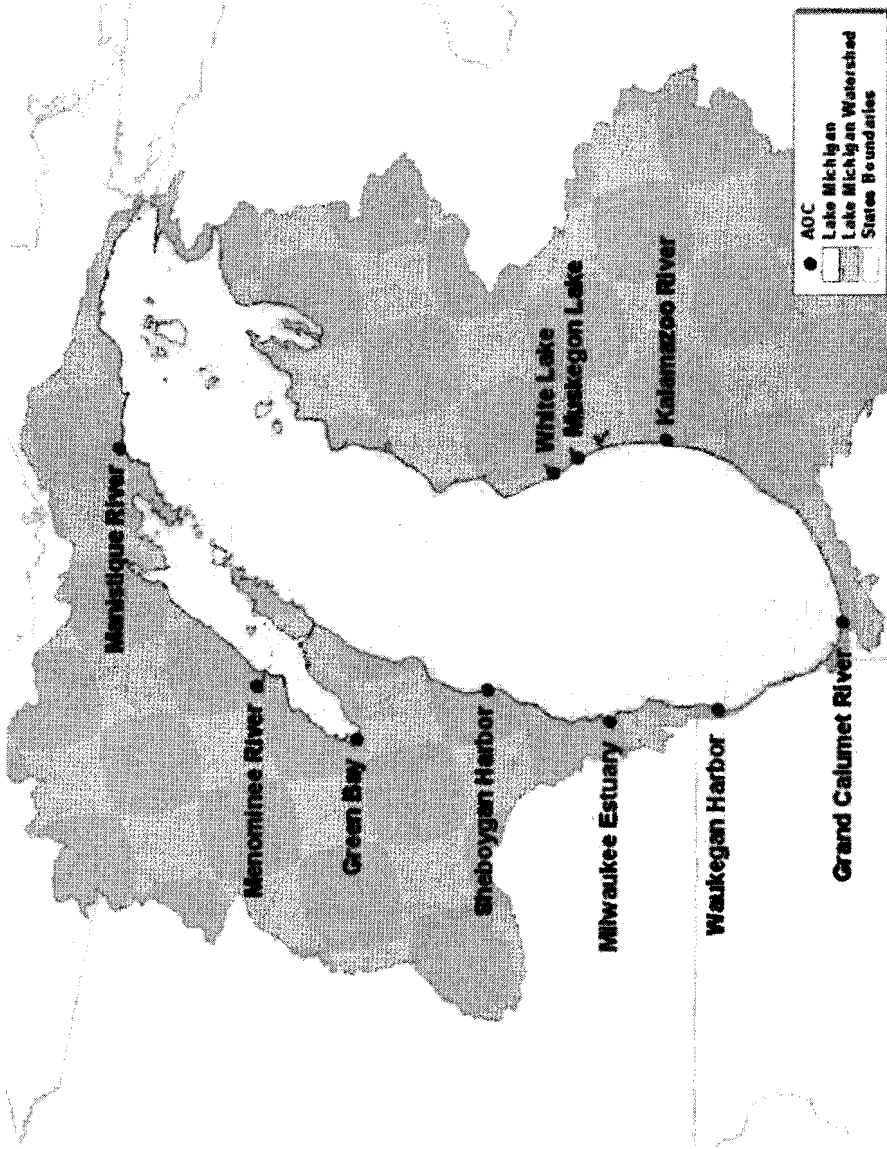 Manistique River
Menominee River
Green Bay
Sheboygan Harbor
Milwaukee Estuary
Waukegan Harbor
Grand Calumet River
White Lake
Muskegon Lake
Kalamazoo River
AOC
Lake Michigan
Lake Michigan Watershed
States Boundaries